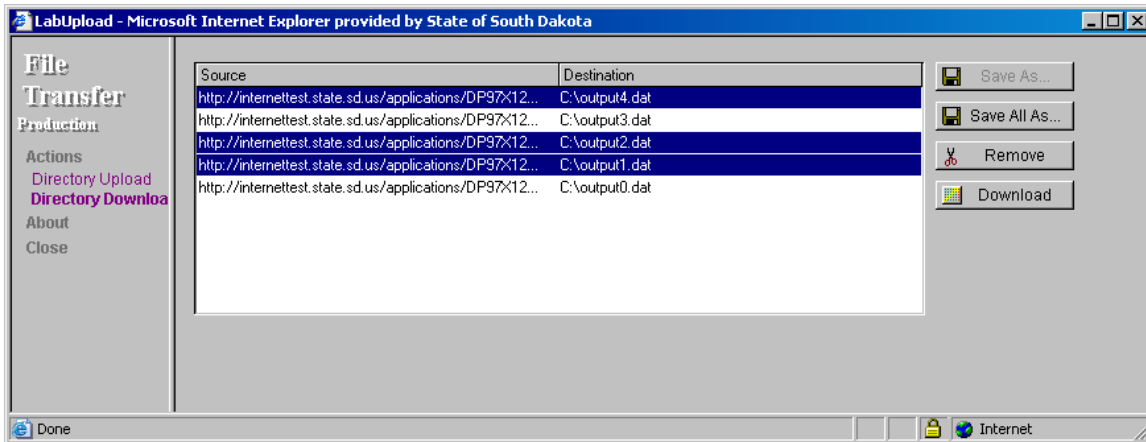 LabUpload - Microsoft Internet Explorer provided by State of South Dakota
File
Transfer
Production
Actions
Directory Upload
Directory Downloa
About
Close
Source Destination
http://internettest.state.sd.us/applications/DP97X12... C:\output4.dat
http://internettest.state.sd.us/applications/DP97X12... C:\output3.dat
http://internettest.state.sd.us/applications/DP97X12... C:\output2.dat
http://internettest.state.sd.us/applications/DP97X12... C:\output1.dat
http://internettest.state.sd.us/applications/DP97X12... C:\output0.dat
Save As...
Save All As...
Remove
Download
Done Internet